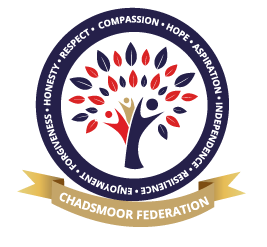 COMPASSION • HOPE • ASPIRATION • INDEPENDENCE • RESILIENCE • ENJOYMENT • FORGIVENESS • HONESTY • RESPECT •
CHADSMOOR FEDERATION